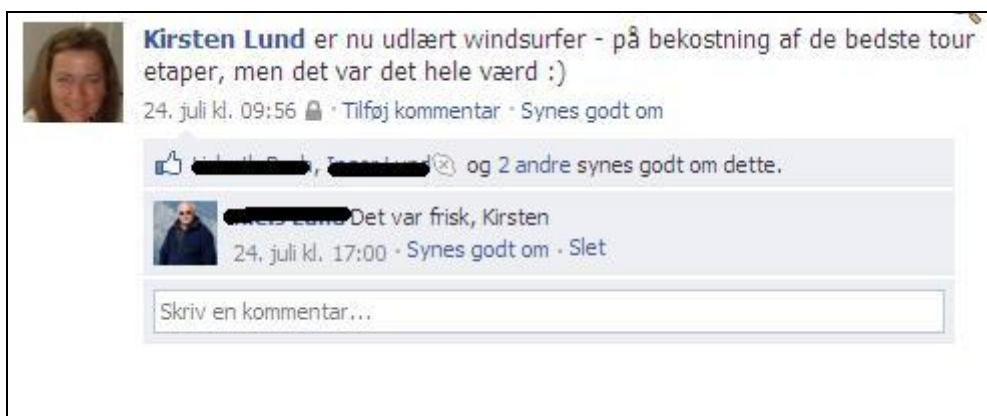 Kirsten Lund er nu udlært windsurfer - på bekostning af de bedste tour
etaper, men det var det hele værd :)
24. juli kl. 09:56 · Tilføj kommentar · Synes godt om
, og 2 andre synes godt om dette.
Det var frisk, Kirsten
24. juli kl. 17:00 · Synes godt om · Slet
Skriv en kommentar...